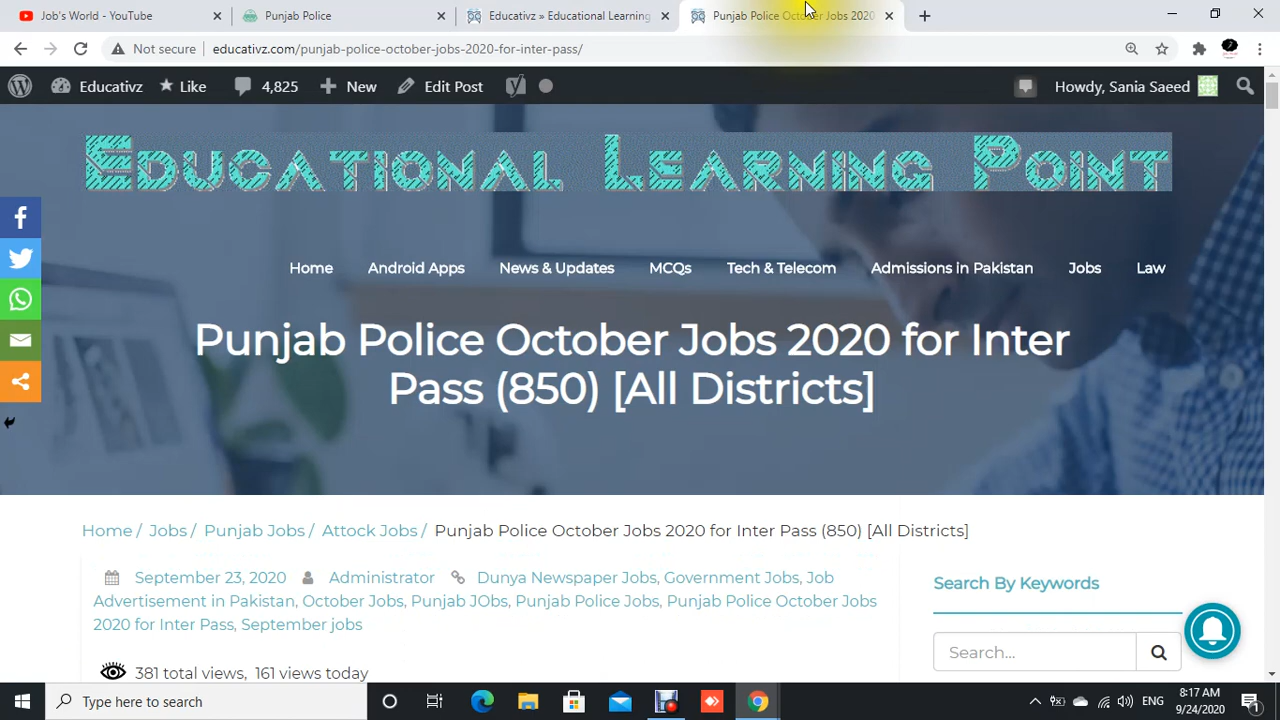 Job's World - YouTube
Punjab Police
Educativz » Educational Learning
Punjab Police October Jobs 2020
Not secure
educativz.com/punjab-police-october-jobs-2020-for-inter-pass/
Educativz
Like
4,825
New
Edit Post
Howdy, Sania Saeed
Educational Learning Point
Home
Android Apps
News & Updates
MCQs
Tech & Telecom
Admissions in Pakistan
Jobs
Law
Punjab Police October Jobs 2020 for Inter
Pass (850) [All Districts]
Home / Jobs / Punjab Jobs / Attock Jobs / Punjab Police October Jobs 2020 for Inter Pass (850) [All Districts]
September 23, 2020 Administrator Dunya Newspaper Jobs, Government Jobs, Job
Advertisement in Pakistan, October Jobs, Punjab JObs, Punjab Police Jobs, Punjab Police October Jobs
2020 for Inter Pass, September jobs
381 total views, 161 views today
Search By Keywords
Search...
Type here to search
ENG
8:17 AM
9/24/2020
1